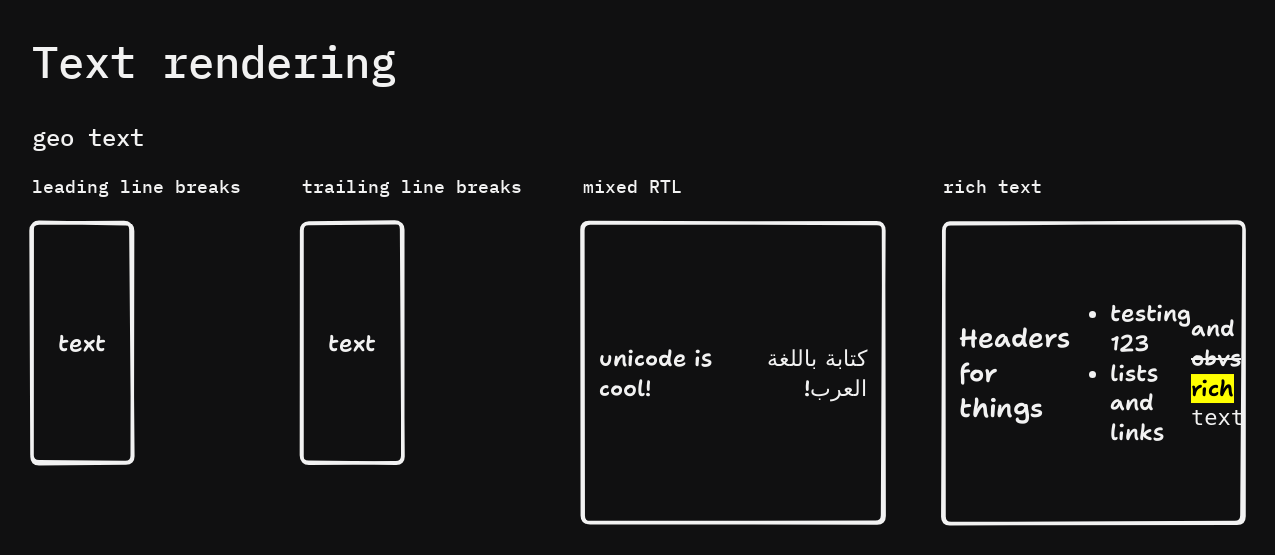 Text rendering
geo text
leading line breaks
text
trailing line breaks
text
mixed RTL
unicode is
cool!
كتابة باللغة
العرب!
rich text
Headers
for
things
• testing
123
• lists
and
links
and
obvs
rich
text